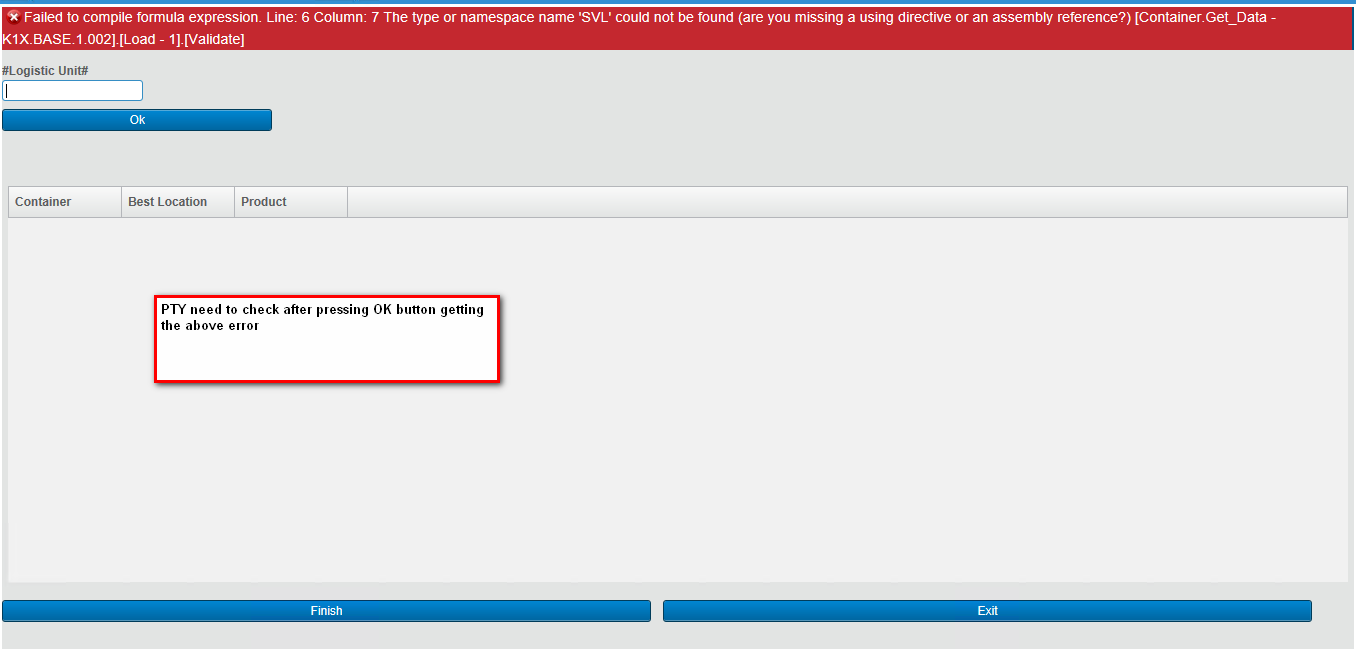 Failed to compile formula expression. Line: 6 Column: 7 The type or namespace name 'SVL' could not be found (are you missing a using directive or an assembly reference?) [Container.Get_Data -
K1X.BASE.1.002].[Load - 1].[Validate]
#Logistic Unit#
Ok
Container Best Location Product
PTY need to check after pressing OK button getting
the above error
Finish Exit